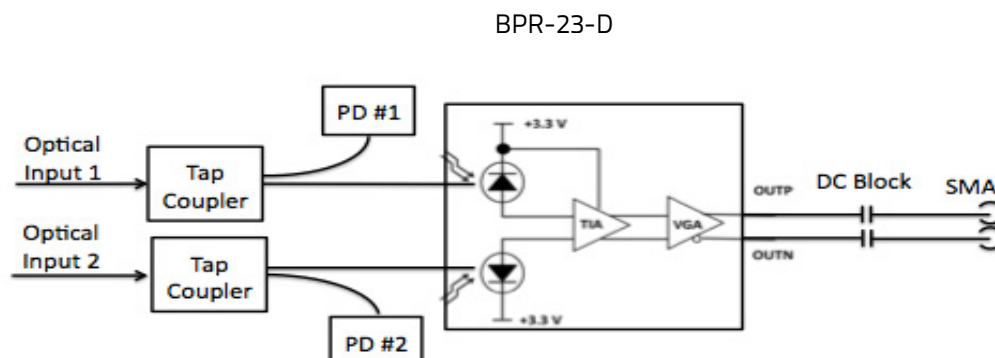 BPR-23-D
PD #1
+3.3 V
Optical
Input 1
Tap
Coupler
OUTP
DC Block
SMA
TIA
VGA
Optical
Input 2
Tap
Coupler
OUTN
+3.3 V
PD #2